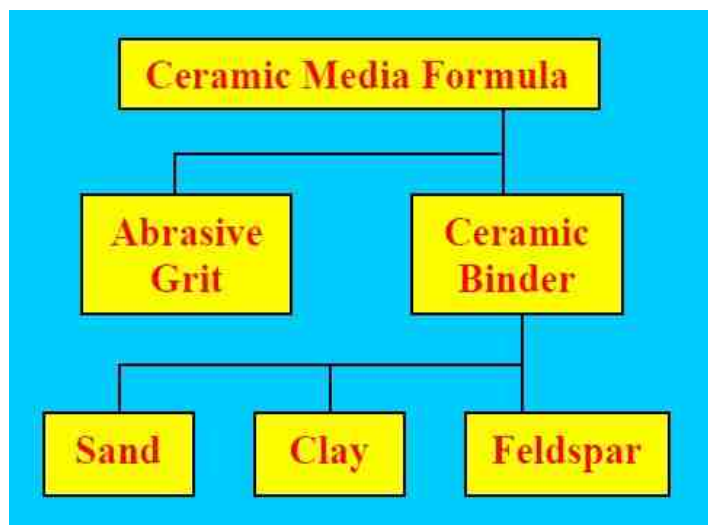 Ceramic Media Formula
Abrasive
Grit
Ceramic
Binder
Sand
Clay
Feldspar